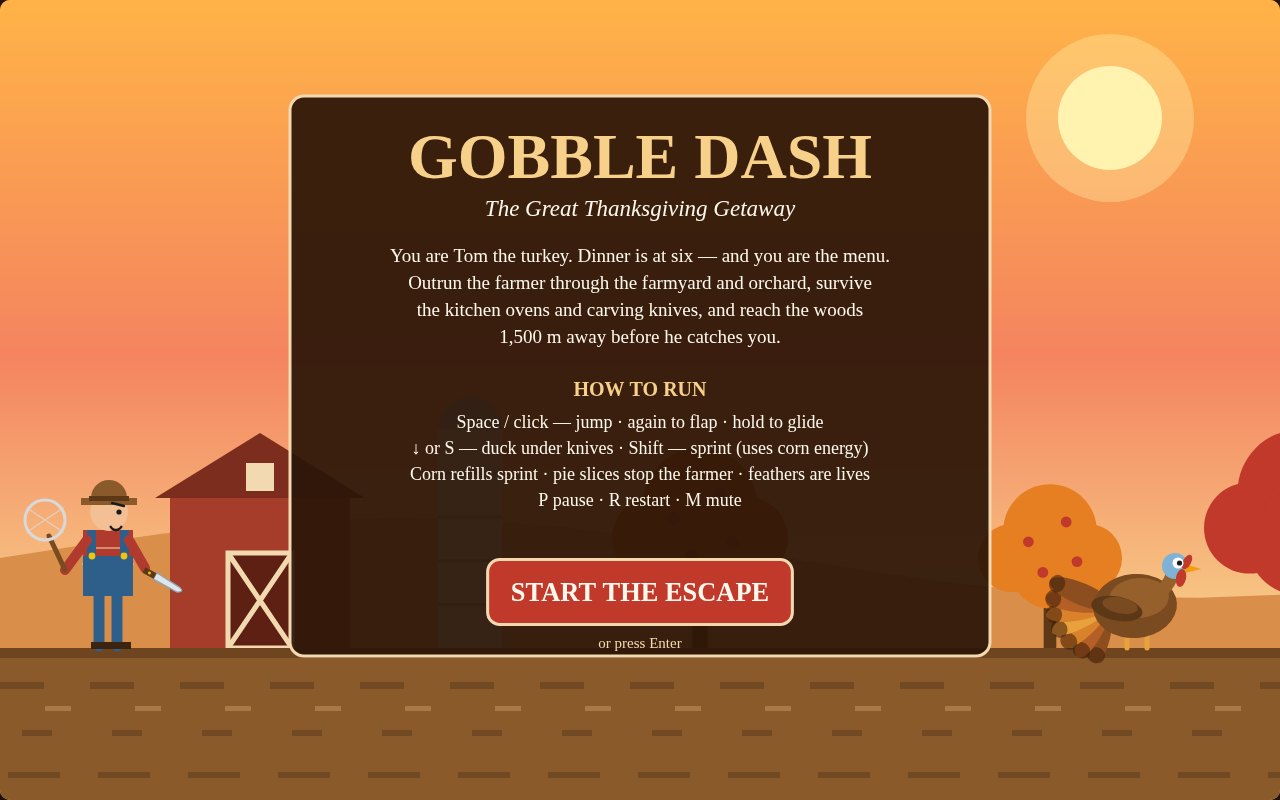 GOBBLE DASH
The Great Thanksgiving Getaway
You are Tom the turkey. Dinner is at six — and you are the menu.
Outrun the farmer through the farmyard and orchard, survive
the kitchen ovens and carving knives, and reach the woods
1,500 m away before he catches you.
HOW TO RUN
Space / click — jump · again to flap · hold to glide
↓ or S — duck under knives · Shift — sprint (uses corn energy)
Corn refills sprint · pie slices stop the farmer · feathers are lives
P pause · R restart · M mute
START THE ESCAPE
or press Enter